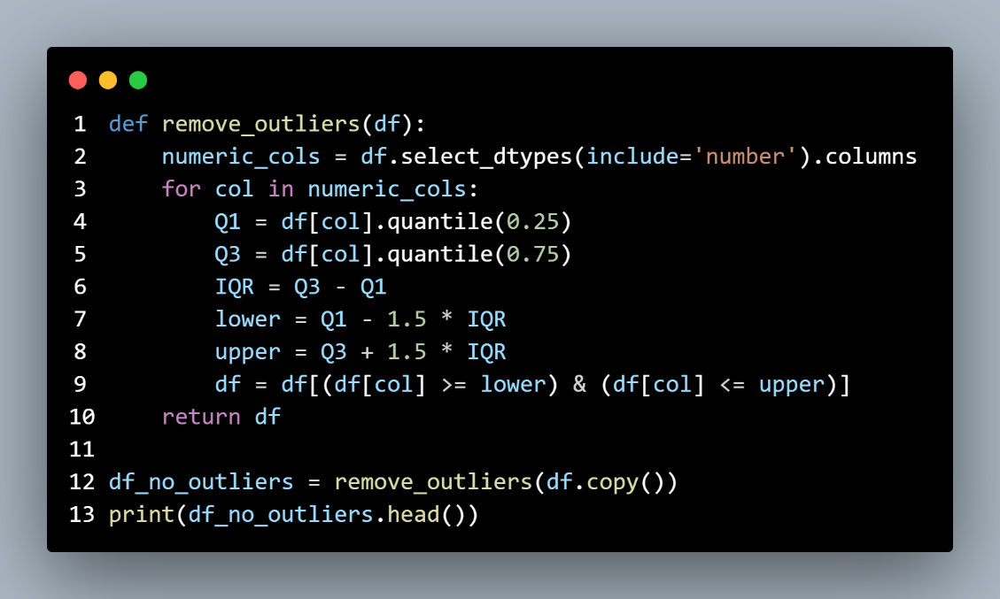 1 def remove_outliers(df):
2     numeric_cols = df.select_dtypes(include='number').columns
3     for col in numeric_cols:
4         Q1 = df[col].quantile(0.25)
5         Q3 = df[col].quantile(0.75)
6         IQR = Q3 - Q1
7         lower = Q1 - 1.5 * IQR
8         upper = Q3 + 1.5 * IQR
9         df = df[(df[col] >= lower) & (df[col] <= upper)]
10     return df
11
12 df_no_outliers = remove_outliers(df.copy())
13 print(df_no_outliers.head())